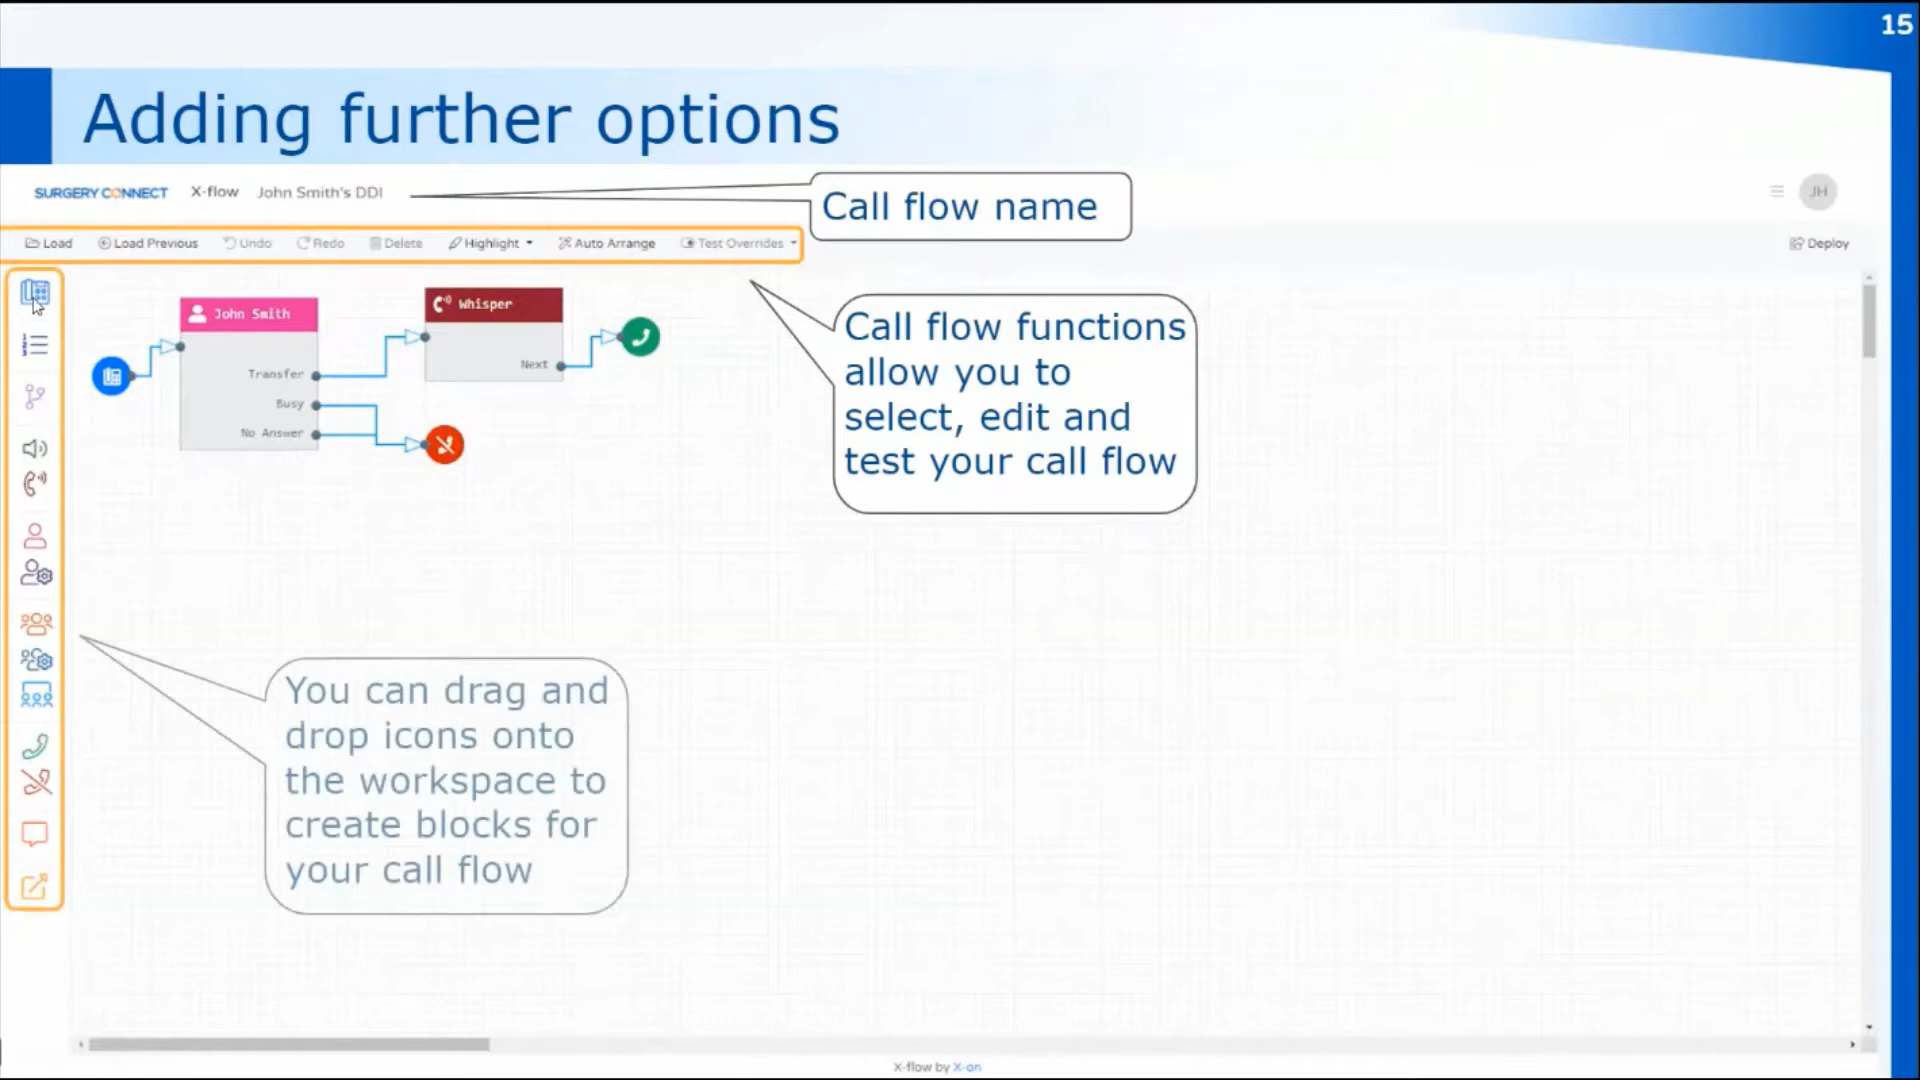 15
Adding further options
SURGERY CONNECT X-flow John Smith's DDI
Call flow name
JH
Load Load Previous Undo Redo Delete Highlight Auto Arrange Test Overrides Deploy
John Smith
Transfer
Busy
No Answer
Whisper
Next
Call flow functions
allow you to
select, edit and
test your call flow
You can drag and
drop icons onto
the workspace to
create blocks for
your call flow
X-flow by X-on